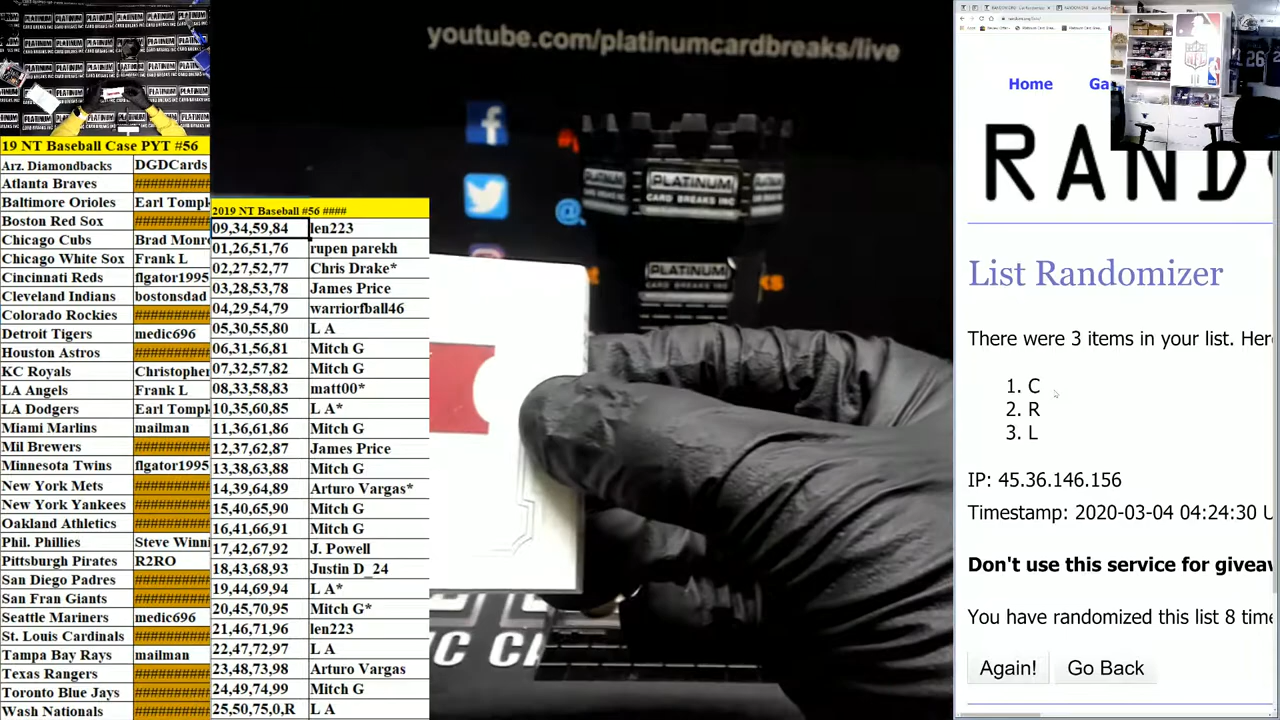 youtube.com/platinumcardbreaks/live
19 NT Baseball Case PYT #56
Arz. Diamondbacks DGDCards
Atlanta Braves ##########
Baltimore Orioles Earl Tompl
Boston Red Sox ##########
Chicago Cubs Brad Monr
Chicago White Sox Frank L
Cincinnati Reds flgator1995
Cleveland Indians bostonsdad
Colorado Rockies ##########
Detroit Tigers medic696
Houston Astros ##########
KC Royals Christopher
LA Angels Frank L
LA Dodgers Earl Tompl
Miami Marlins mailman
Mil Brewers ##########
Minnesota Twins flgator1995
New York Mets ##########
New York Yankees ##########
Oakland Athletics ##########
Phil. Phillies Steve Winni
Pittsburgh Pirates R2RO
San Diego Padres ##########
San Fran Giants ##########
Seattle Mariners medic696
St. Louis Cardinals ##########
Tampa Bay Rays mailman
Texas Rangers ##########
Toronto Blue Jays ##########
Wash Nationals ##########
2019 NT Baseball #56 ####
09,34,59,84 len223
01,26,51,76 rupen parekh
02,27,52,77 Chris Drake*
03,28,53,78 James Price
04,29,54,79 warriorfball46
05,30,55,80 L A
06,31,56,81 Mitch G
07,32,57,82 Mitch G
08,33,58,83 matt00*
10,35,60,85 L A*
11,36,61,86 Mitch G
12,37,62,87 James Price
13,38,63,88 Mitch G
14,39,64,89 Arturo Vargas*
15,40,65,90 Mitch G
16,41,66,91 Mitch G
17,42,67,92 J. Powell
18,43,68,93 Justin D_24
19,44,69,94 L A*
20,45,70,95 Mitch G*
21,46,71,96 len223
22,47,72,97 L A
23,48,73,98 Arturo Vargas
24,49,74,99 Mitch G
25,50,75,0,R L A
PLATINUM
CARD BREAKS INC
PLATINUM
CARD BREAKS INC
Home Ga
RAND
List Randomizer
There were 3 items in your list. Her
1. C
2. R
3. L
IP: 45.36.146.156
Timestamp: 2020-03-04 04:24:30 U
Don't use this service for giveaw
You have randomized this list 8 time
Again! Go Back